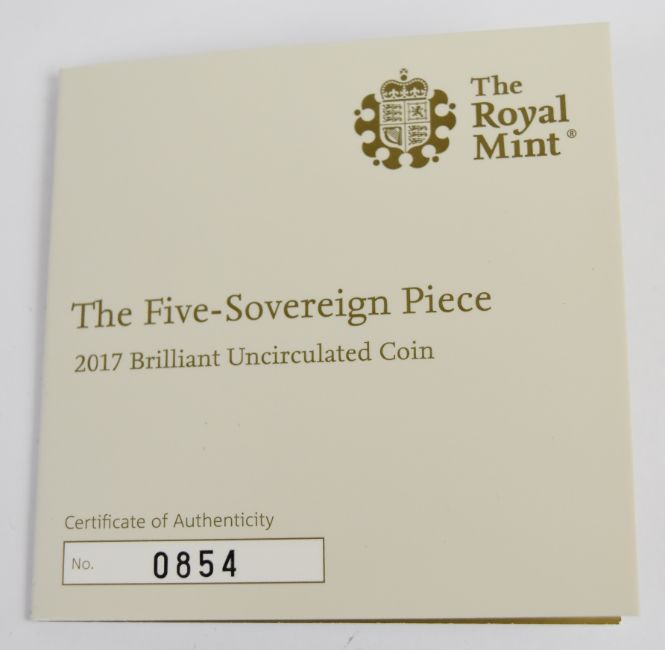 The
Royal
Mint®
The Five-Sovereign Piece
2017 Brilliant Uncirculated Coin
Certificate of Authenticity
No. 0854